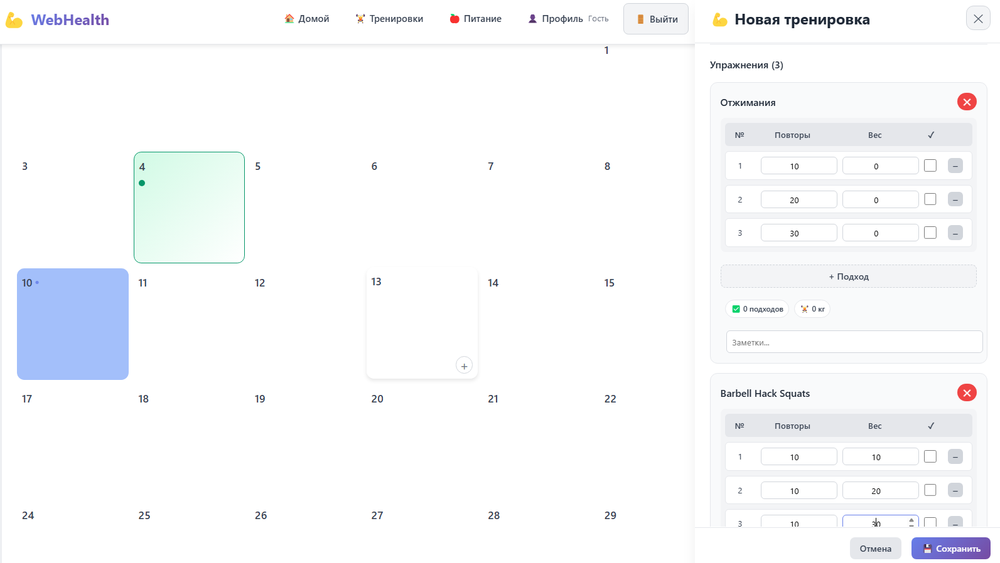 WebHealth
Домой
Тренировки
Питание
Профиль Гость
Выйти
1
3
4
5
6
7
8
10
11
12
13
14
15
+
17
18
19
20
21
22
24
25
26
27
28
29
Новая тренировка
Упражнения (3)
Отжимания
№ Повторы Вес ✓
1 10 0 –
2 20 0 –
3 30 0 –
+ Подход
0 подходов
0 кг
Заметки...
Barbell Hack Squats
№ Повторы Вес ✓
1 10 10 –
2 10 20 –
3 10 30 –
Отмена
Сохранить